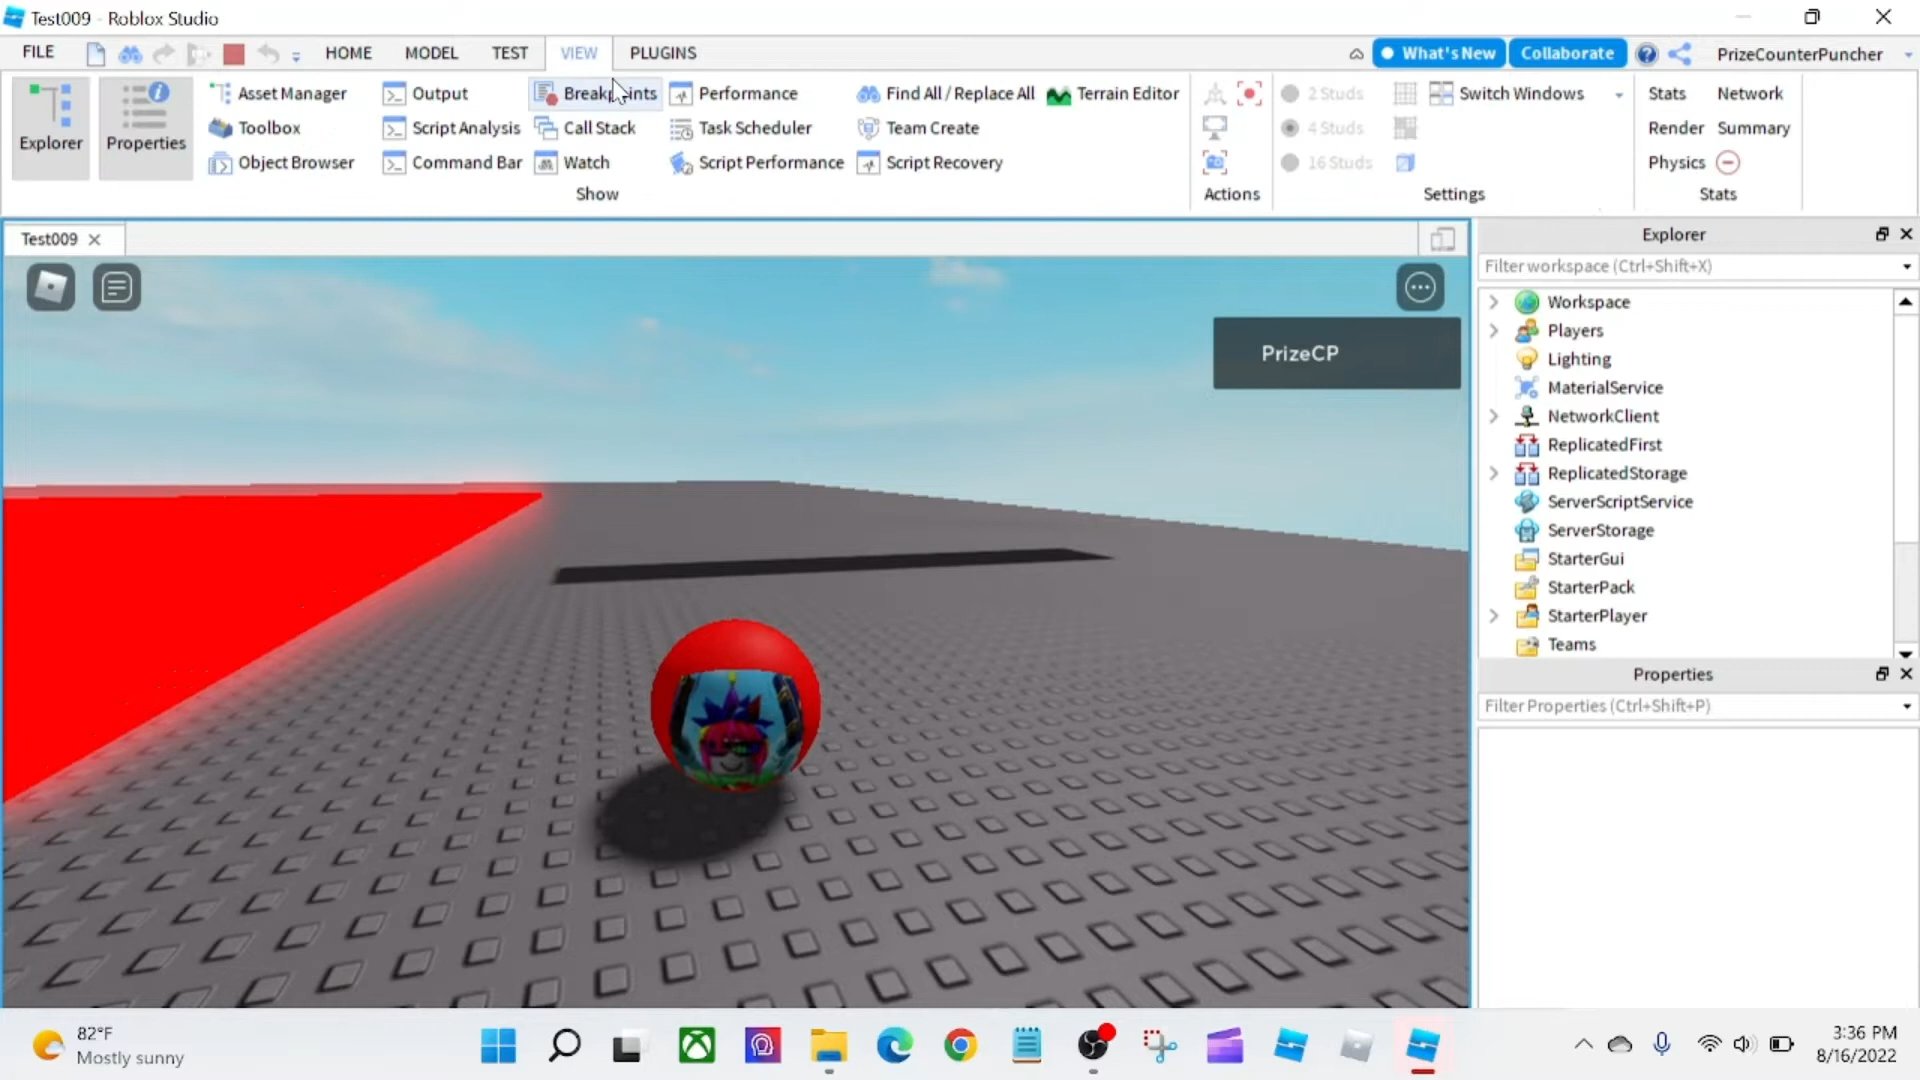 Test009 - Roblox Studio
FILE HOME MODEL TEST VIEW PLUGINS What's New Collaborate PrizeCounterPuncher
Explorer
Properties
Asset Manager
Toolbox
Object Browser
Output
Script Analysis
Command Bar
Breakpoints
Call Stack
Watch
Performance
Task Scheduler
Script Performance
Find All / Replace All
Team Create
Script Recovery
Terrain Editor
Show
Actions
2 Studs
4 Studs
16 Studs
Switch Windows
Settings
Stats Network
Render Summary
Physics
Stats
Test009
PrizeCP
Explorer
Filter workspace (Ctrl+Shift+X)
Workspace
Players
Lighting
MaterialService
NetworkClient
ReplicatedFirst
ReplicatedStorage
ServerScriptService
ServerStorage
StarterGui
StarterPack
StarterPlayer
Teams
Properties
Filter Properties (Ctrl+Shift+P)
82°F
Mostly sunny
3:36 PM
8/16/2022